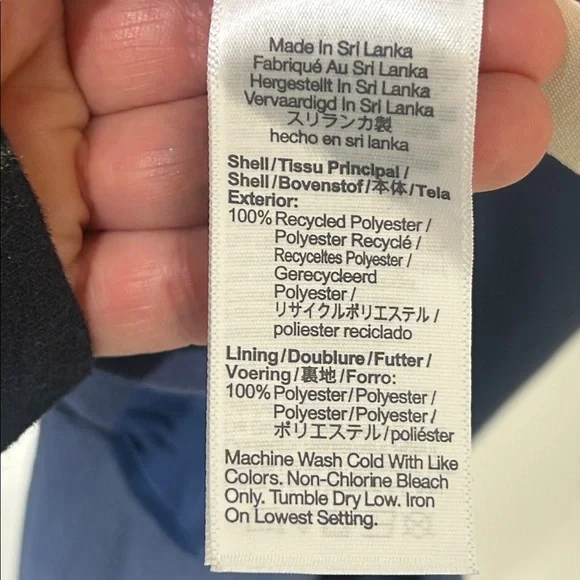 Made In Sri Lanka
Fabriqué Au Sri Lanka
Hergestellt In Sri Lanka
Vervaardigd In Sri Lanka
スリランカ製
hecho en sri lanka
Shell/Tissu Principal/
Shell/Bovenstof/本体/Tela
Exterior:
100% Recycled Polyester/
Polyester Recyclé/
Recyceltes Polyester/
Gerecycleerd
Polyester/
リサイクルポリエステル/
poliester reciclado
Lining/Doublure/Futter/
Voering/裏地/Forro:
100% Polyester/Polyester/
Polyester/Polyester/
ポリエステル/poliéster
Machine Wash Cold With Like
Colors. Non-Chlorine Bleach
Only. Tumble Dry Low. Iron
On Lowest Setting.